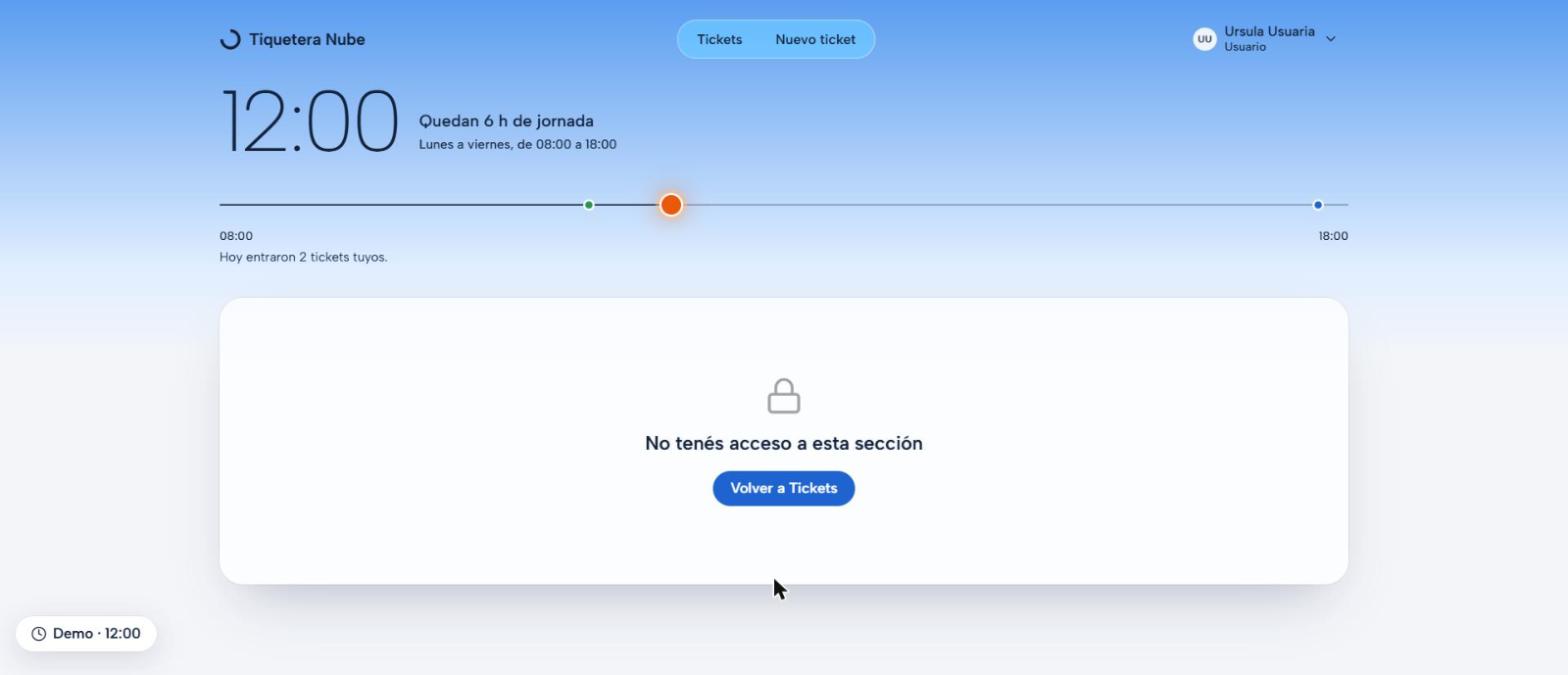 Tiquetera Nube
Tickets
Nuevo ticket
UU
Ursula Usuaria
Usuario
12:00
Quedan 6 h de jornada
Lunes a viernes, de 08:00 a 18:00
08:00
18:00
Hoy entraron 2 tickets tuyos.
No tenés acceso a esta sección
Volver a Tickets
Demo · 12:00